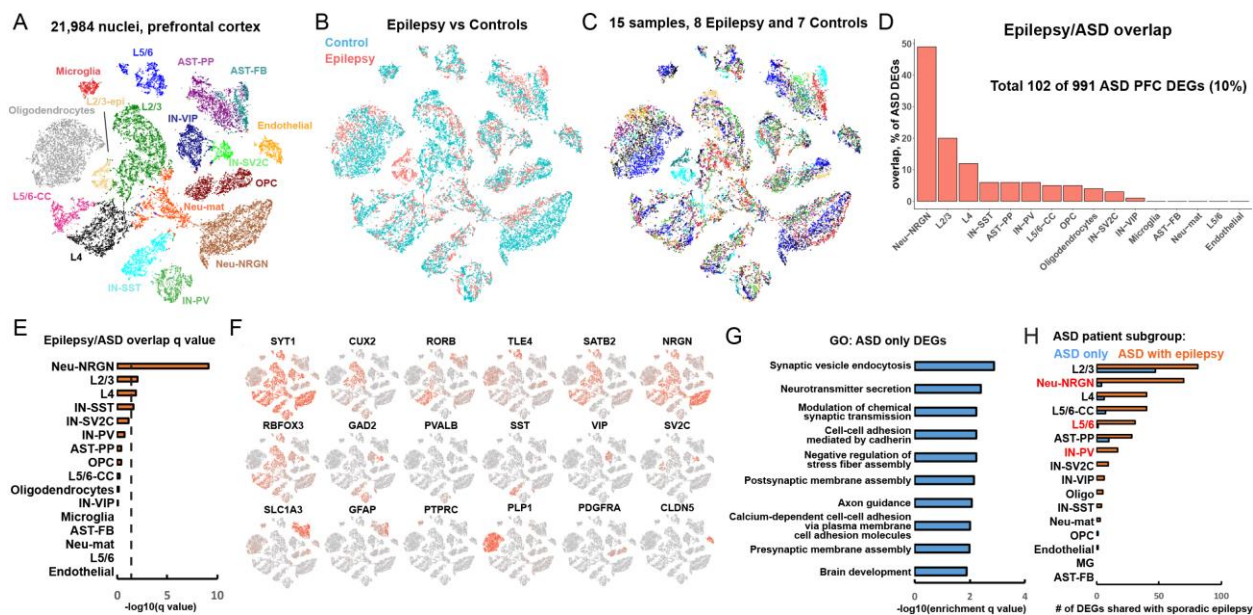 A
21,984 nuclei, prefrontal cortex
L5/6
Microglia
AST-PP
AST-FB
L2/3-epi
L2/3
Oligodendrocytes
IN-VIP
Endothelial
IN-SV2C
L5/6-CC
OPC
Neu-mat
L4
Neu-NRGN
IN-SST
IN-PV
B
Epilepsy vs Controls
Control
Epilepsy
C
15 samples, 8 Epilepsy and 7 Controls
D
Epilepsy/ASD overlap
Total 102 of 991 ASD PFC DEGs (10%)
overlap, % of ASD DEGs
50
40
30
20
10
0
Neu-NRGN
L2/3
L4
IN-SST
AST-PP
IN-PV
L5/6-CC
OPC
Oligodendrocytes
IN-SV2C
IN-VIP
Microglia
AST-FB
Neu-mat
L5/6
Endothelial
E
Epilepsy/ASD overlap q value
Neu-NRGN
L2/3
L4
IN-SST
IN-SV2C
IN-PV
AST-PP
OPC
L5/6-CC
Oligodendrocytes
IN-VIP
Microglia
AST-FB
Neu-mat
L5/6
Endothelial
0 5 10
-log10(q value)
F
SYT1 CUX2 RORB TLE4 SATB2 NRGN
RBFOX3 GAD2 PVALB SST VIP SV2C
SLC1A3 GFAP PTPRC PLP1 PDGFRA CLDN5
G
GO: ASD only DEGs
Synaptic vesicle endocytosis
Neurotransmitter secretion
Modulation of chemical
synaptic transmission
Cell-cell adhesion
mediated by cadherin
Negative regulation of
stress fiber assembly
Postsynaptic membrane assembly
Axon guidance
Calcium-dependent cell-cell adhesion
via plasma membrane
cell adhesion molecules
Presynaptic membrane assembly
Brain development
0 2 4
-log10(enrichment q value)
H
ASD patient subgroup:
ASD only ASD with epilepsy
L2/3
Neu-NRGN
L4
L5/6-CC
L5/6
AST-PP
IN-PV
IN-SV2C
IN-VIP
Oligo
IN-SST
Neu-mat
OPC
Endothelial
MG
AST-FB
0 50 100
# of DEGs shared with sporadic epilepsy